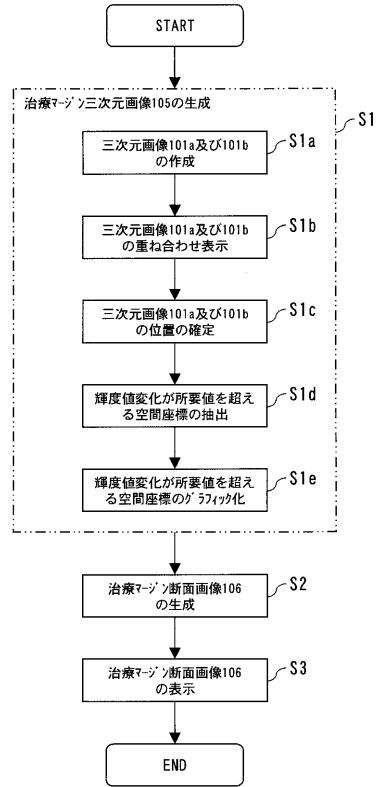 START
治療ﾏｰｼﾞﾝ三次元画像105の生成
S1
三次元画像101a及び101b
の作成
S1a
三次元画像101a及び101b
の重ね合わせ表示
S1b
三次元画像101a及び101b
の位置の確定
S1c
輝度値変化が所要値を超え
る空間座標の抽出
S1d
輝度値変化が所要値を超え
る空間座標のｸﾞﾗﾌｨｯｸ化
S1e
治療ﾏｰｼﾞﾝ断面画像106
の生成
S2
治療ﾏｰｼﾞﾝ断面画像106
の表示
S3
END